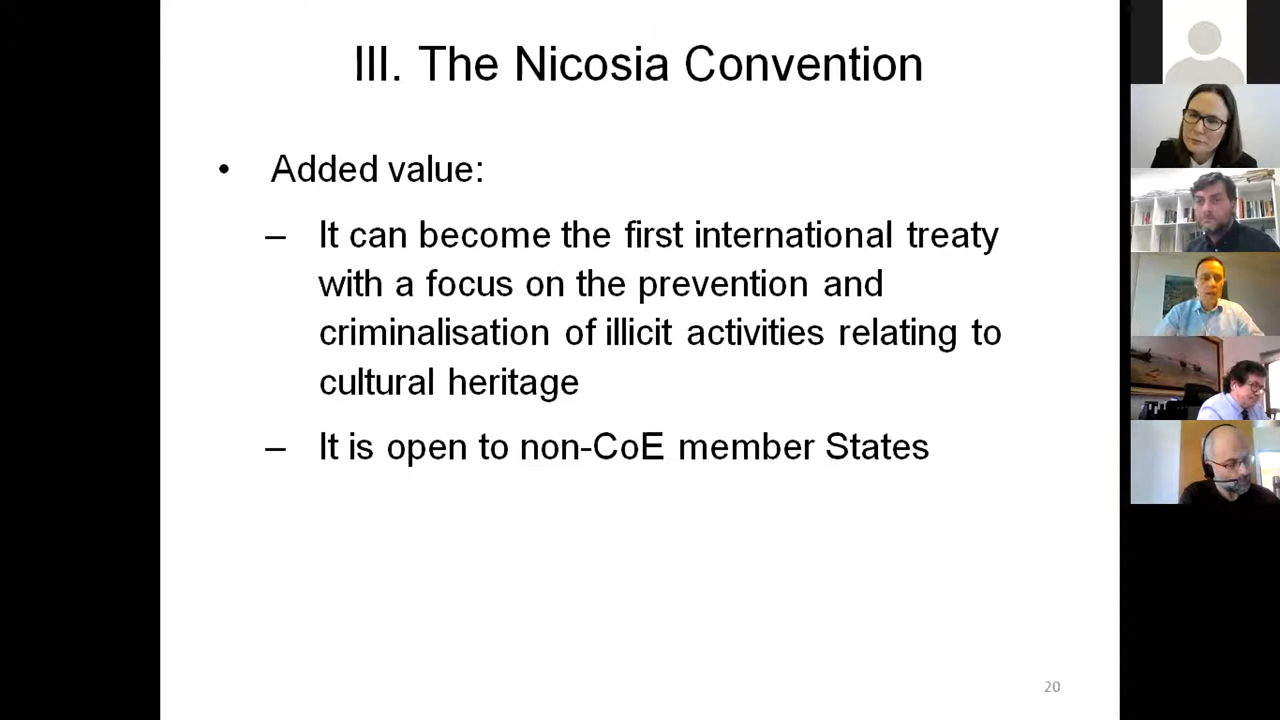 III. The Nicosia Convention
• Added value:
– It can become the first international treaty
with a focus on the prevention and
criminalisation of illicit activities relating to
cultural heritage
– It is open to non-CoE member States
20